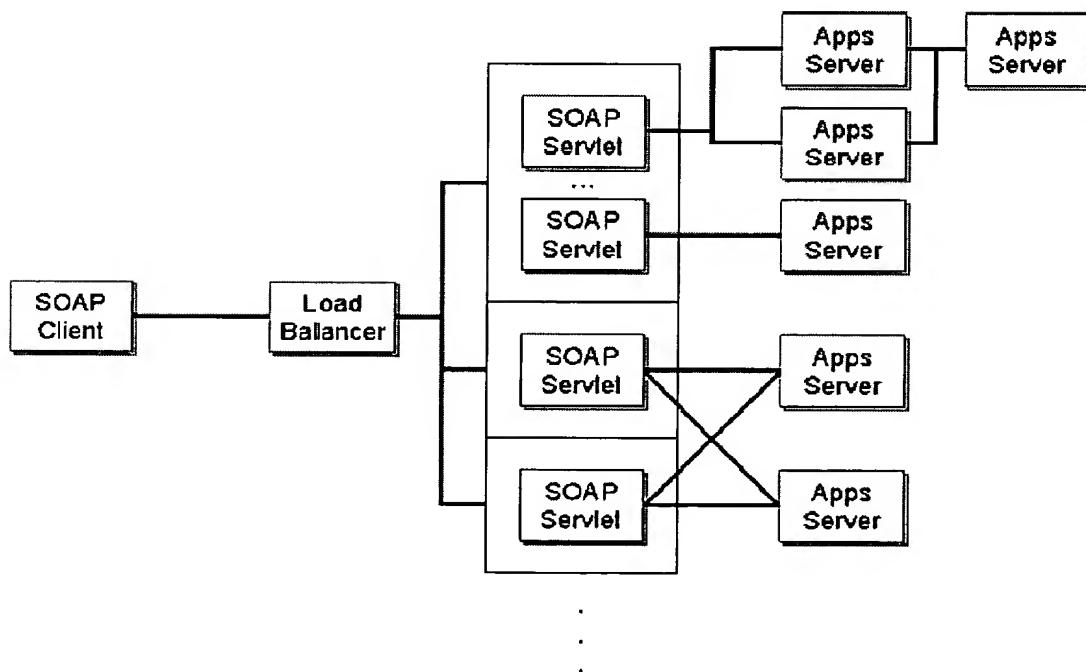 Apps
Server
Apps
Server
SOAP
Servlet
Apps
Server
...
SOAP
Servlet
Apps
Server
SOAP
Client
Load
Ballancer
SOAP
Servlet
Apps
Server
SOAP
Servlet
Apps
Server
.
.
.